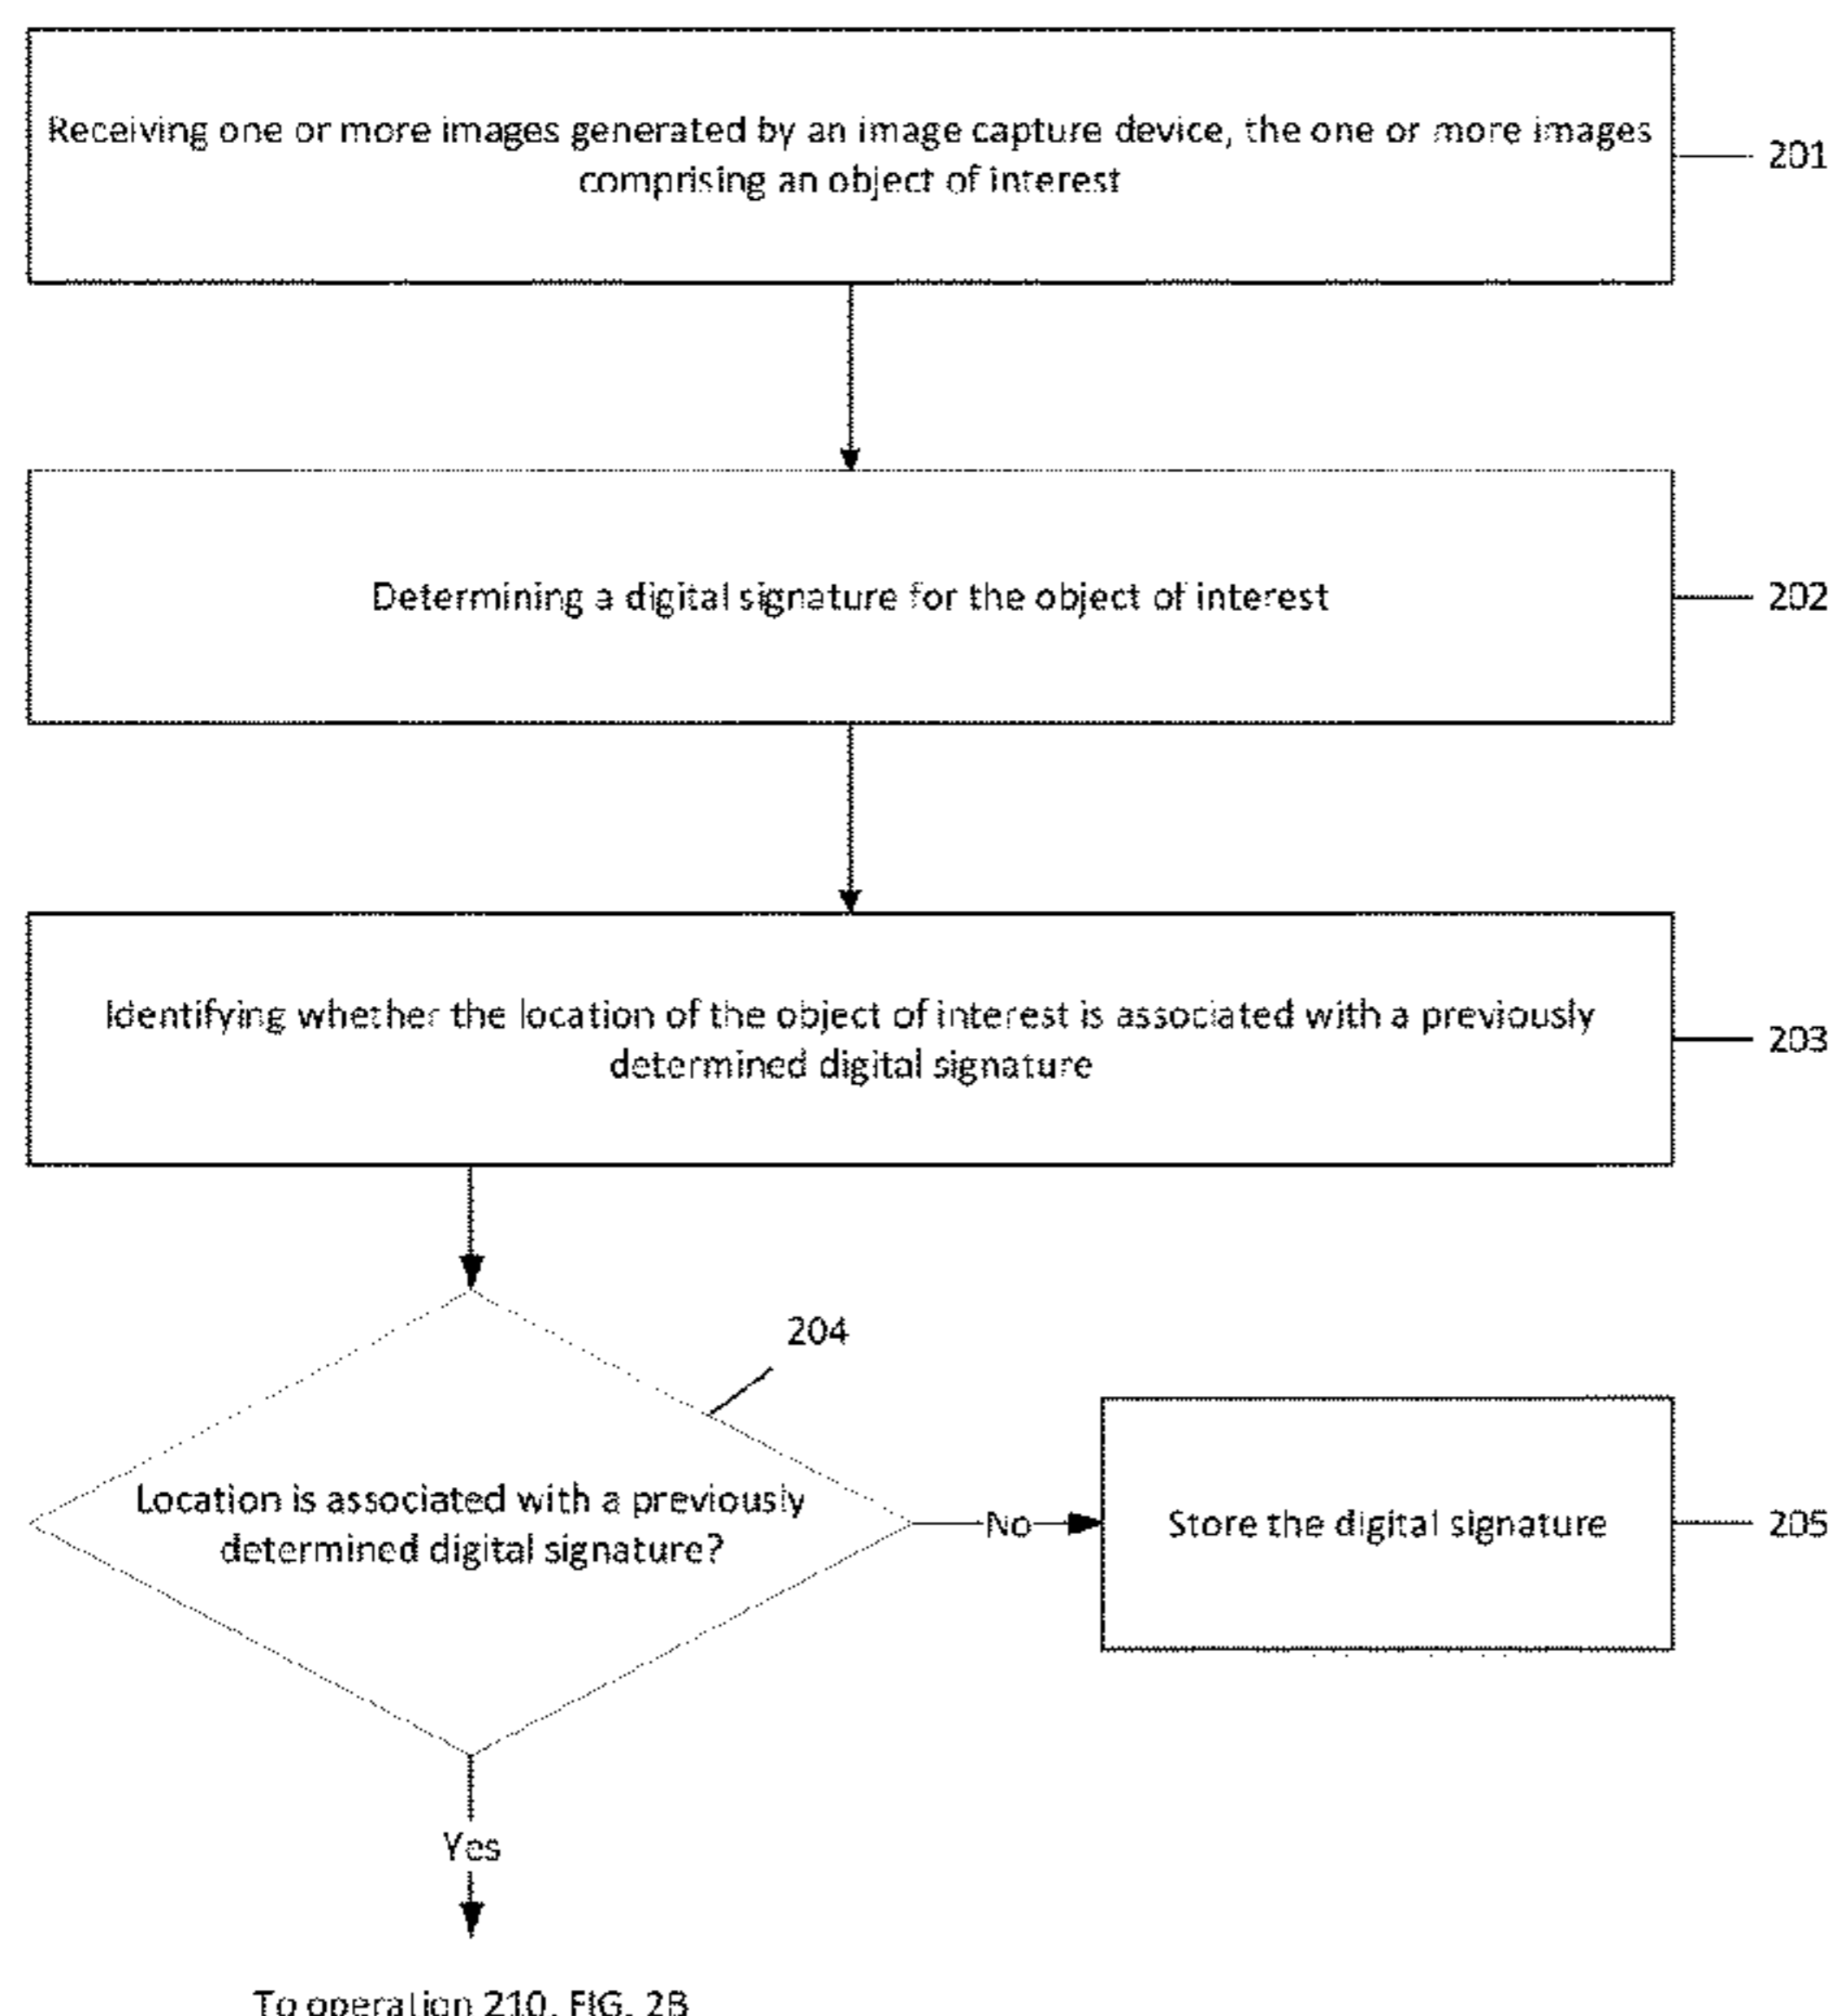 Receiving one or more images generated by an image capture device, the one or more images
comprising an object of interest
201
Determining a digital signature for the object of interest
202
Identifying whether the location of the object of interest is associated with a previously
determined digital signature
203
204
Location is associated with a previously
determined digital signature?
No
Store the digital signature
205
Yes
To operation 210, FIG. 2B